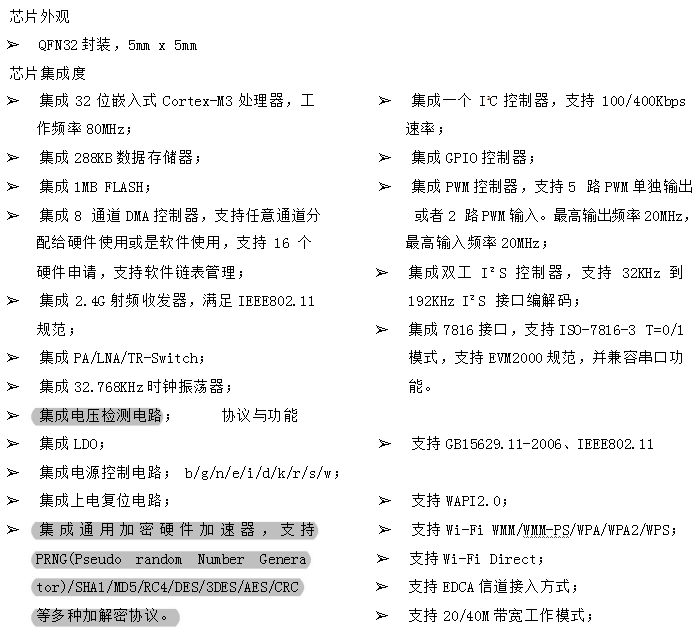 芯片外观
➢ QFN32封装，5mm x 5mm
芯片集成度
➢ 集成 32 位嵌入式 Cortex-M3 处理器，工
作频率 80MHz；
➢ 集成 288KB 数据存储器；
➢ 集成 1MB FLASH；
➢ 集成 8 通道 DMA 控制器，支持任意通道分
配给硬件使用或是软件使用，支持 16 个
硬件申请，支持软件链表管理；
➢ 集成 2.4G 射频收发器，满足 IEEE802.11
规范；
➢ 集成 PA/LNA/TR-Switch；
➢ 集成 32.768KHz 时钟振荡器；
➢ 集成电压检测电路；
➢ 集成 LDO；
➢ 集成电源控制电路；
➢ 集成上电复位电路；
➢ 集成通用加密硬件加速器，支持
PRNG(Pseudo random Number Genera
tor)/SHA1/MD5/RC4/DES/3DES/AES/CRC
等多种加解密协议。
➢ 集成一个 I²C 控制器，支持 100/400Kbps
速率；
➢ 集成 GPIO 控制器；
➢ 集成 PWM 控制器，支持 5 路 PWM 单独输出
或者 2 路 PWM 输入。最高输出频率 20MHz，
最高输入频率 20MHz；
➢ 集成双工 I²S 控制器，支持 32KHz 到
192KHz I²S 接口编解码；
➢ 集成 7816 接口，支持 ISO-7816-3 T=0/1
模式，支持 EVM2000 规范，并兼容串口功
能。
协议与功能
➢ 支持 GB15629.11-2006、IEEE802.11
b/g/n/e/i/d/k/r/s/w；
➢ 支持 WAPI2.0；
➢ 支持 Wi-Fi WMM/WMM-PS/WPA/WPA2/WPS；
➢ 支持 Wi-Fi Direct；
➢ 支持 EDCA 信道接入方式；
➢ 支持 20/40M 带宽工作模式；